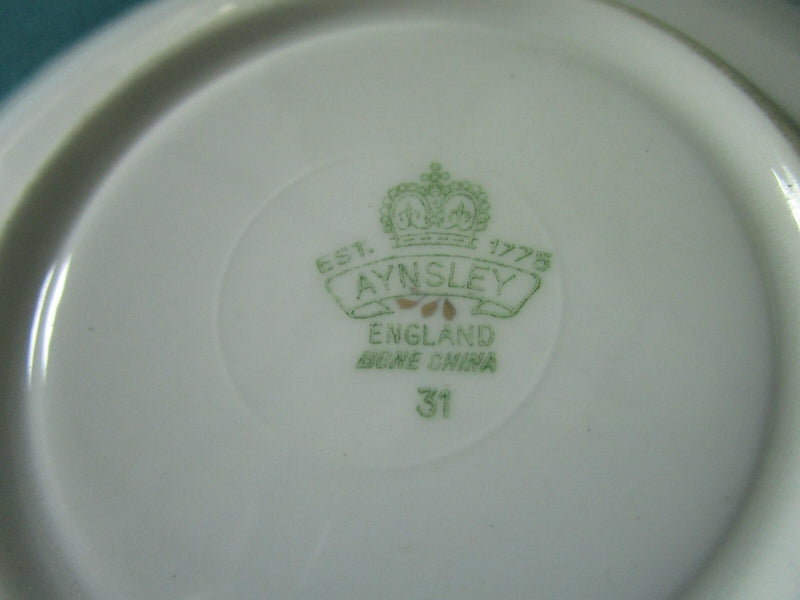 EST. 1775
AYNSLEY
ENGLAND
BONE CHINA
31